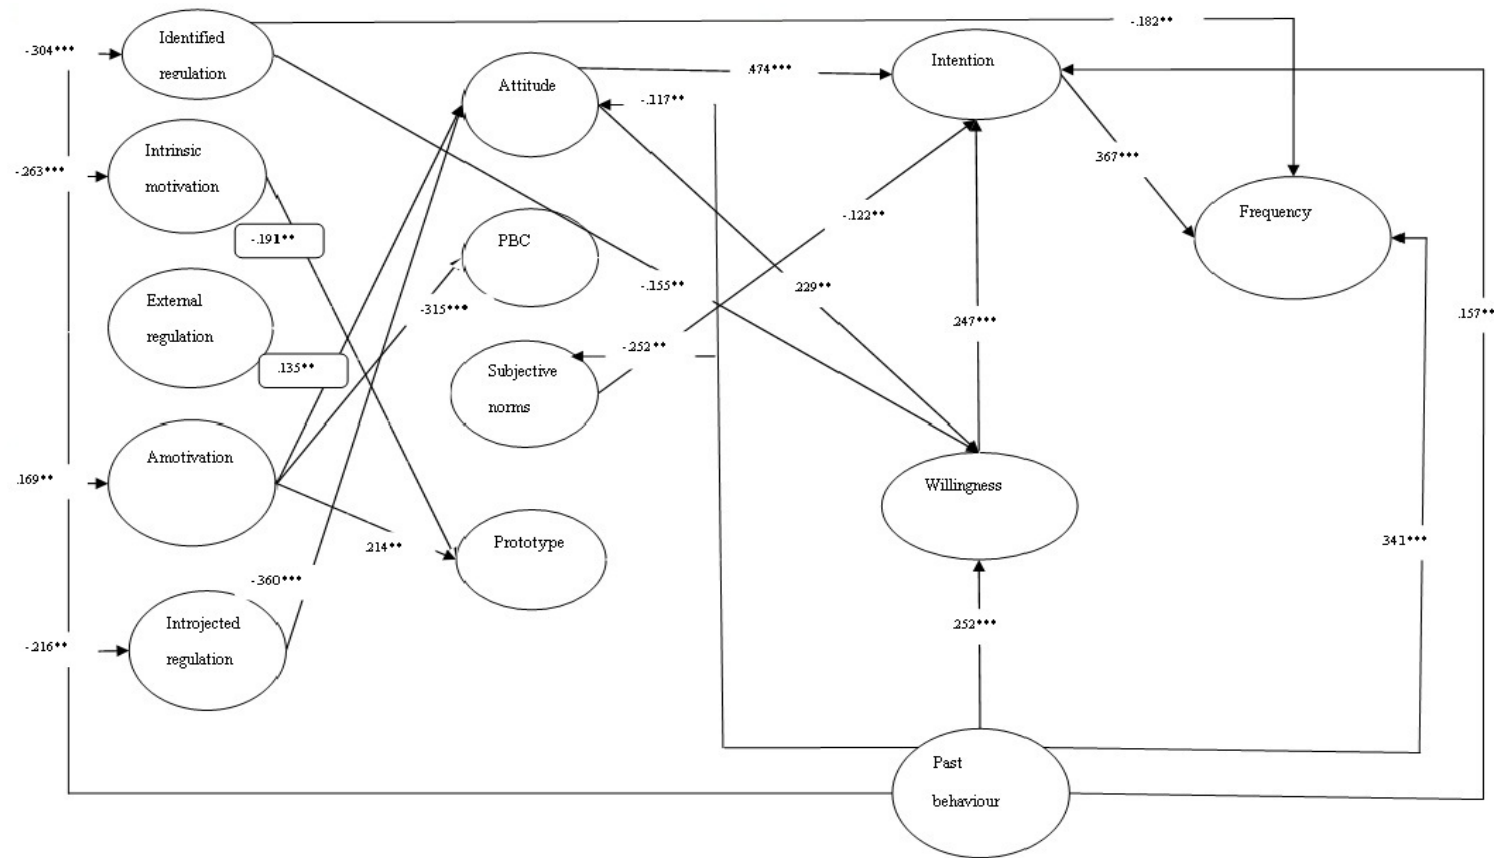 -.182**
Identified
regulation
-.304***
Intention
Attitude
.474***
-.117**
Intrinsic
motivation
-.263***
367***
Frequency
-.122**
-.191**
PBC
-.155**
.229**
External
regulation
-315***
.247***
.157**
-.252**
.135**
Subjective
norms
Amotivation
.169**
Willingness
.214**
Prototype
341***
-.360***
Introjected
regulation
-.216**
.252***
Past
behaviour